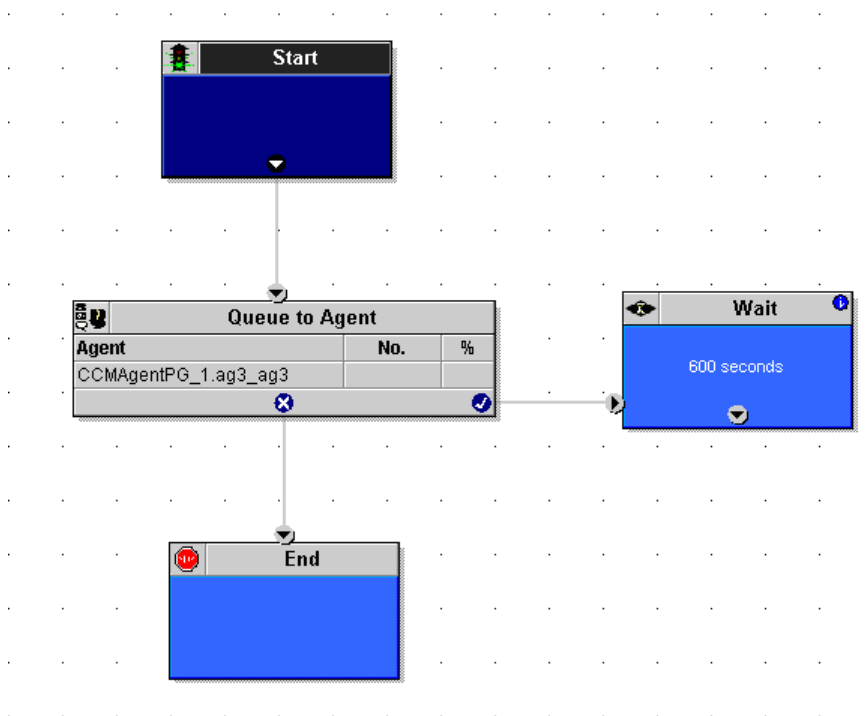 Start
Queue to Agent
Agent No. %
CCMAgentPG_1.ag3_ag3
Wait
600 seconds
End